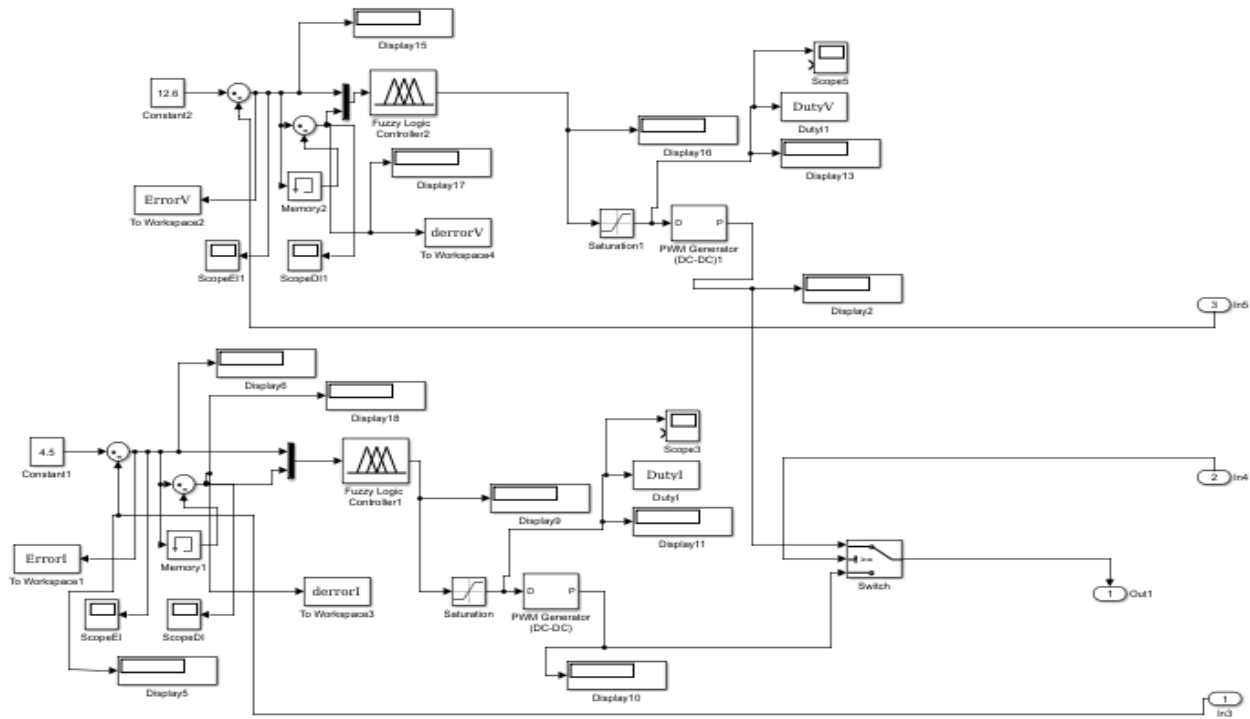 Display15
12.6
Constant2
Fuzzy Logic
Controller2
Scope5
DutyV
DutyI1
Display16
Display13
Display17
ErrorV
To Workspace2
Memory2
derrorV
To Workspace4
ScopeEI1
ScopeDI1
Saturation1
D
P
PWM Generator
(DC-DC)1
Display2
3
In5
Display6
Display18
4.5
Constant1
Fuzzy Logic
Controller1
Scope3
DutyI
DutyI
Display9
Display11
2
In4
ErrorI
To Workspace1
Memory1
derrorI
To Workspace3
ScopeEI
ScopeDI
Saturation
D
P
PWM Generator
(DC-DC)
>=
Switch
1
Out1
Display5
Display10
1
In3